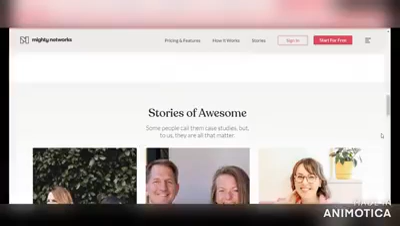 mighty networks
Pricing & Features
How It Works
Stories
Sign In
Start For Free
Stories of Awesome
Some people call them case studies, but,
to us, they are all that matter.
MADE IN
ANIMOTICA